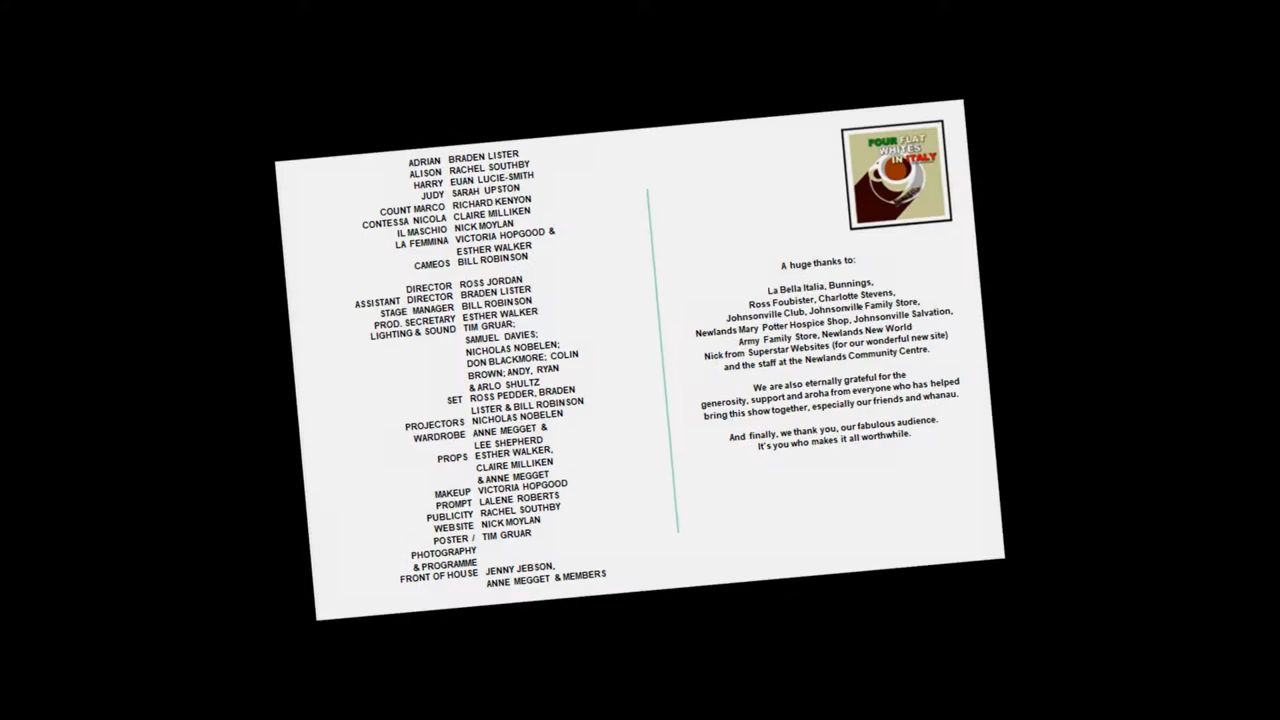 ADRIAN BRADEN LISTER
ALISON RACHEL SOUTHBY
HARRY EUAN LUCIE-SMITH
JUDY SARAH UPSTON
COUNT MARCO RICHARD KENYON
CONTESSA NICOLA CLAIRE MILLIKEN
IL MASCHIO NICK MOYLAN
LA FEMMINA VICTORIA HOPGOOD &
ESTHER WALKER
CAMEOS BILL ROBINSON
DIRECTOR ROSS JORDAN
ASSISTANT DIRECTOR BRADEN LISTER
STAGE MANAGER BILL ROBINSON
PROD. SECRETARY ESTHER WALKER
LIGHTING & SOUND TIM GRUAR;
SAMUEL DAVIES;
NICHOLAS NOBELEN;
DON BLACKMORE; COLIN
BROWN; ANDY, RYAN
& ARLO SHULTZ
SET ROSS PEDDER, BRADEN
LISTER & BILL ROBINSON
PROJECTORS NICHOLAS NOBELEN
WARDROBE ANNE MEGGET &
LEE SHEPHERD
PROPS ESTHER WALKER,
CLAIRE MILLIKEN
& ANNE MEGGET
MAKEUP VICTORIA HOPGOOD
PROMPT LALENE ROBERTS
PUBLICITY RACHEL SOUTHBY
WEBSITE NICK MOYLAN
POSTER / TIM GRUAR
PHOTOGRAPHY
& PROGRAMME
FRONT OF HOUSE JENNY JEBSON,
ANNE MEGGET & MEMBERS
FOUR FLAT
WHITES
IN ITALY
A huge thanks to:
La Bella Italia, Bunnings,
Ross Foubister, Charlotte Stevens,
Johnsonville Club, Johnsonville Family Store,
Newlands Mary Potter Hospice Shop, Johnsonville Salvation,
Army Family Store, Newlands New World
Nick from Superstar Websites (for our wonderful new site)
and the staff at the Newlands Community Centre.
We are also eternally grateful for the
generosity, support and aroha from everyone who has helped
bring this show together, especially our friends and whanau.
And finally, we thank you, our fabulous audience.
It's you who makes it all worthwhile.